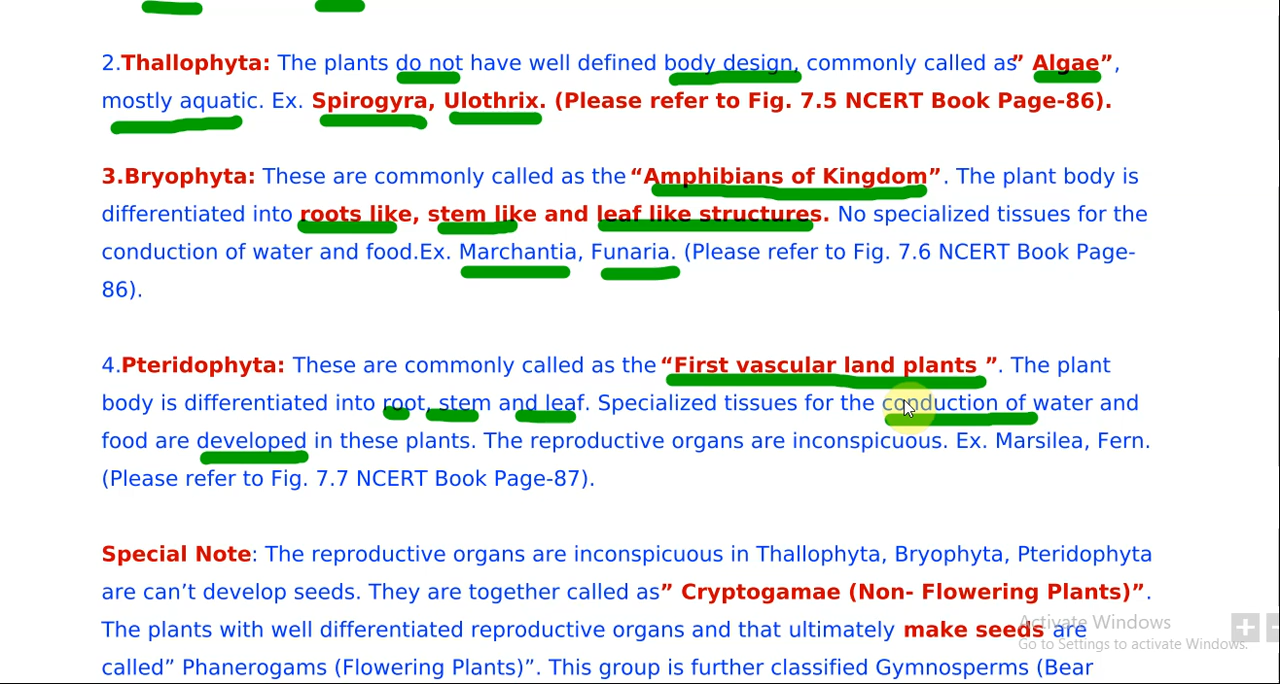 2.Thallophyta: The plants do not have well defined body design, commonly called as” Algae”,
mostly aquatic. Ex. Spirogyra, Ulothrix. (Please refer to Fig. 7.5 NCERT Book Page-86).
3.Bryophyta: These are commonly called as the “Amphibians of Kingdom”. The plant body is
differentiated into roots like, stem like and leaf like structures. No specialized tissues for the
conduction of water and food.Ex. Marchantia, Funaria. (Please refer to Fig. 7.6 NCERT Book Page-
86).
4.Pteridophyta: These are commonly called as the “First vascular land plants ”. The plant
body is differentiated into root, stem and leaf. Specialized tissues for the conduction of water and
food are developed in these plants. The reproductive organs are inconspicuous. Ex. Marsilea, Fern.
(Please refer to Fig. 7.7 NCERT Book Page-87).
Special Note: The reproductive organs are inconspicuous in Thallophyta, Bryophyta, Pteridophyta
are can’t develop seeds. They are together called as” Cryptogamae (Non- Flowering Plants)”.
The plants with well differentiated reproductive organs and that ultimately make seeds are
called” Phanerogams (Flowering Plants)”. This group is further classified Gymnosperms (Bear
Activate Windows
Go to Settings to activate Windows.